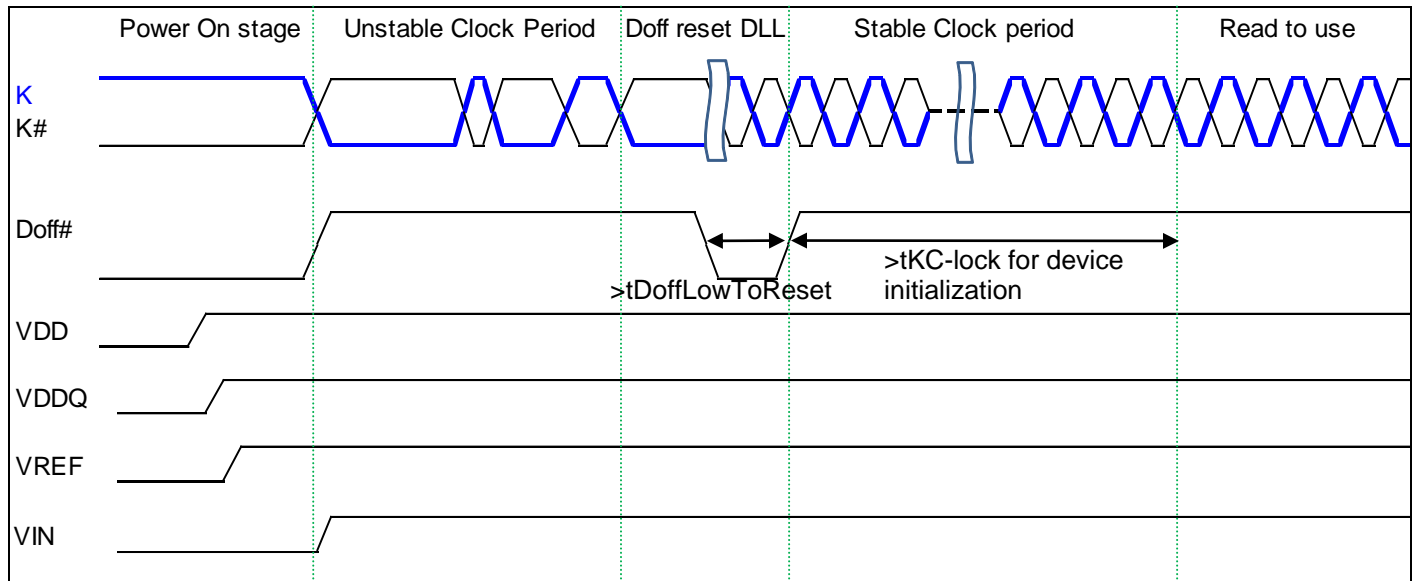 Power On stage
Unstable Clock Period
Doff reset DLL
Stable Clock period
Read to use
K
K#
Doff#
>tDoffLowToReset
>tKC-lock for device
initialization
VDD
VDDQ
VREF
VIN